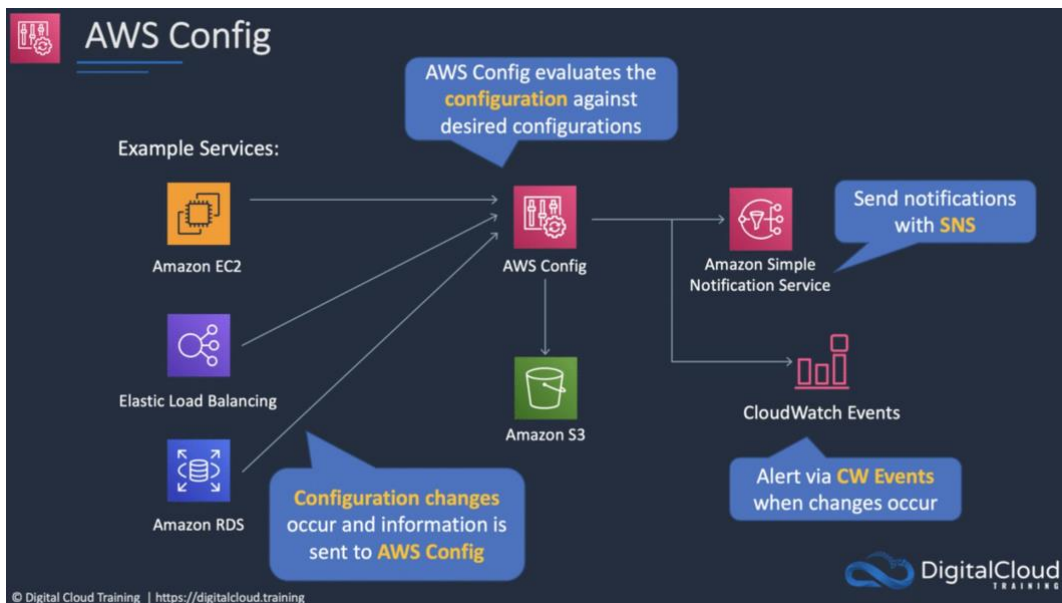 AWS Config
AWS Config evaluates the
configuration against
desired configurations
Example Services:
Amazon EC2
AWS Config
Amazon Simple
Notification Service
Send notifications
with SNS
Elastic Load Balancing
Amazon S3
CloudWatch Events
Amazon RDS
Configuration changes
occur and information is
sent to AWS Config
Alert via CW Events
when changes occur
DigitalCloud
TRAINING
© Digital Cloud Training | https://digitalcloud.training